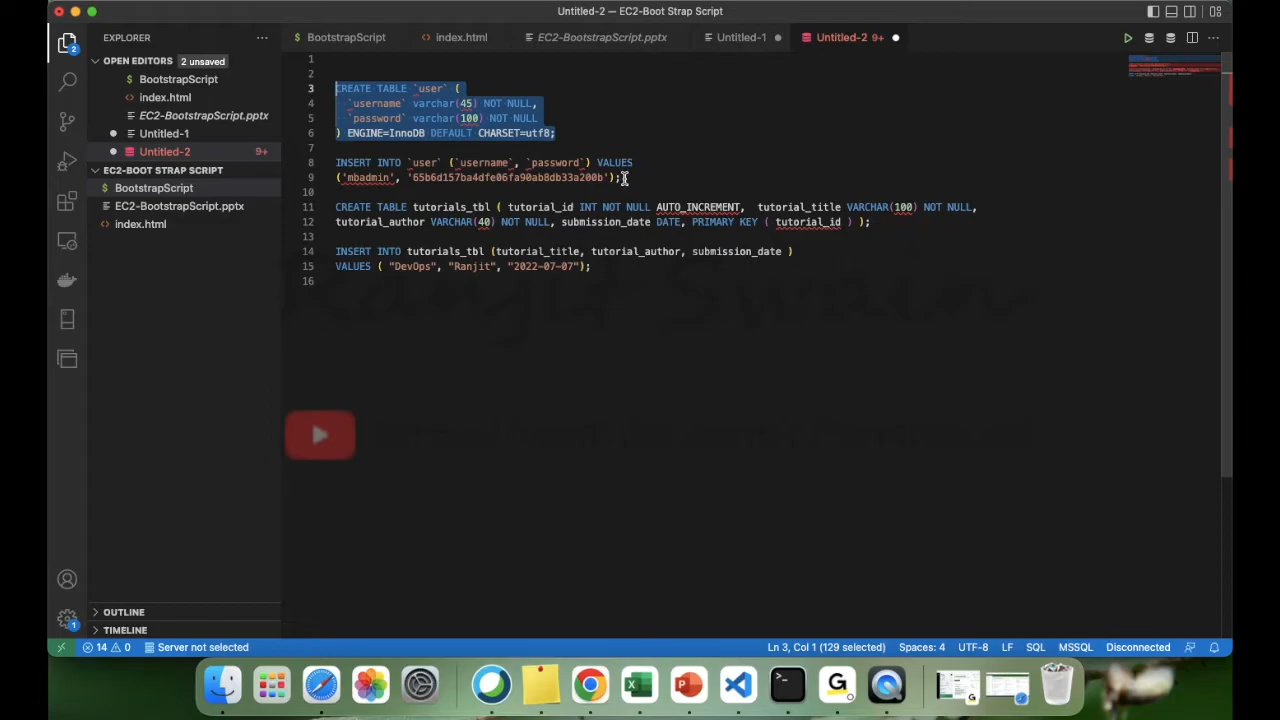 Untitled-2 — EC2-Boot Strap Script
EXPLORER
BootstrapScript
index.html
EC2-BootScript.pptx
Untitled-1
Untitled-2 9+
OPEN EDITORS 2 unsaved
BootstrapScript
index.html
EC2-BootstrapScript.pptx
Untitled-1
Untitled-2 9+
EC2-BOOT STRAP SCRIPT
BootstrapScript
EC2-BootstrapScript.pptx
index.html
1
2
3 CREATE TABLE `user` (
4 `username` varchar(45) NOT NULL,
5 `password` varchar(100) NOT NULL
6 ) ENGINE=InnoDB DEFAULT CHARSET=utf8;
7
8 INSERT INTO `user` (`username`, `password`) VALUES
9 ('mbadmin', '65b6d157ba4dfe06fa90ab8db33a200b');
10
11 CREATE TABLE tutorials_tbl ( tutorial_id INT NOT NULL AUTO_INCREMENT, tutorial_title VARCHAR(100) NOT NULL,
12 tutorial_author VARCHAR(40) NOT NULL, submission_date DATE, PRIMARY KEY ( tutorial_id ) );
13
14 INSERT INTO tutorials_tbl (tutorial_title, tutorial_author, submission_date )
15 VALUES ( "DevOps", "Ranjit", "2022-07-07");
16
Ranjit Swain
OUTLINE
TIMELINE
14 0 Server not selected
Ln 3, Col 1 (129 selected) Spaces: 4 UTF-8 LF SQL MSSQL Disconnected